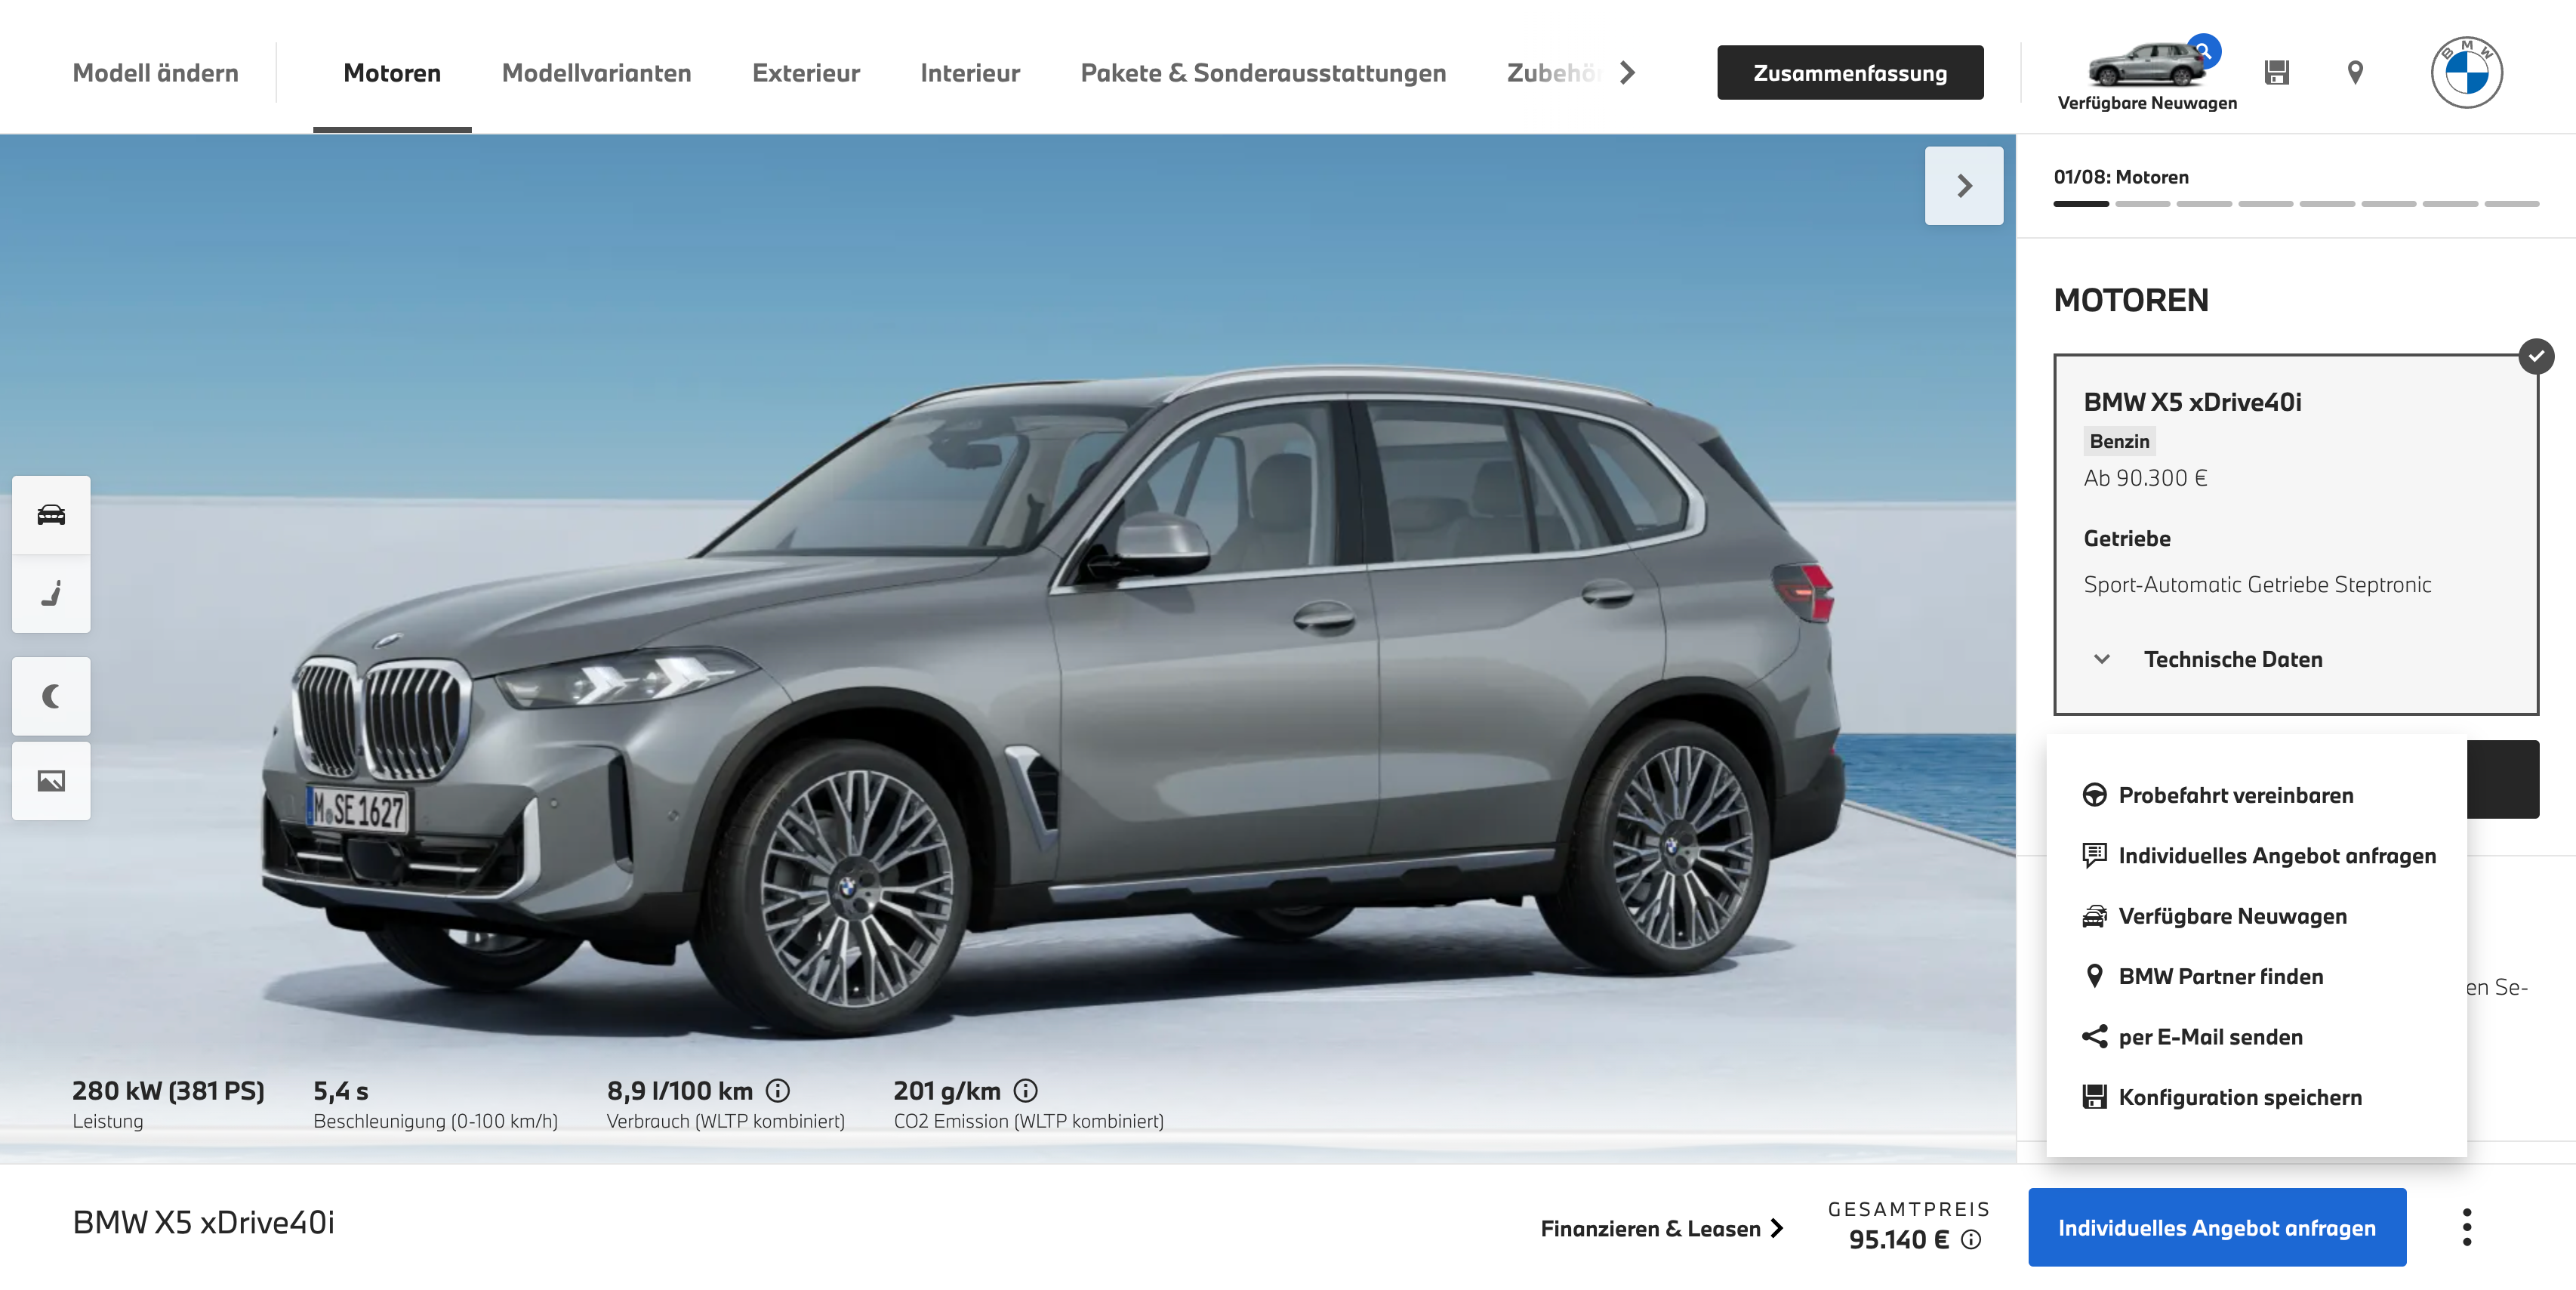 Modell ändern
Motoren
Modellvarianten
Exterieur
Interieur
Pakete & Sonderausstattungen
Zubehör
Zusammenfassung
Verfügbare Neuwagen
BMW
01/08: Motoren
MOTOREN
BMW X5 xDrive40i
Benzin
Ab 90.300 €
Getriebe
Sport-Automatic Getriebe Steptronic
Technische Daten
M SE 1627
Probefahrt vereinbaren
Individuelles Angebot anfragen
Verfügbare Neuwagen
BMW Partner finden
en Se-
per E-Mail senden
Konfiguration speichern
280 kW (381 PS)
Leistung
5,4 s
Beschleunigung (0-100 km/h)
8,9 l/100 km
Verbrauch (WLTP kombiniert)
201 g/km
CO2 Emission (WLTP kombiniert)
BMW X5 xDrive40i
Finanzieren & Leasen
GESAMTPREIS
95.140 €
Individuelles Angebot anfragen